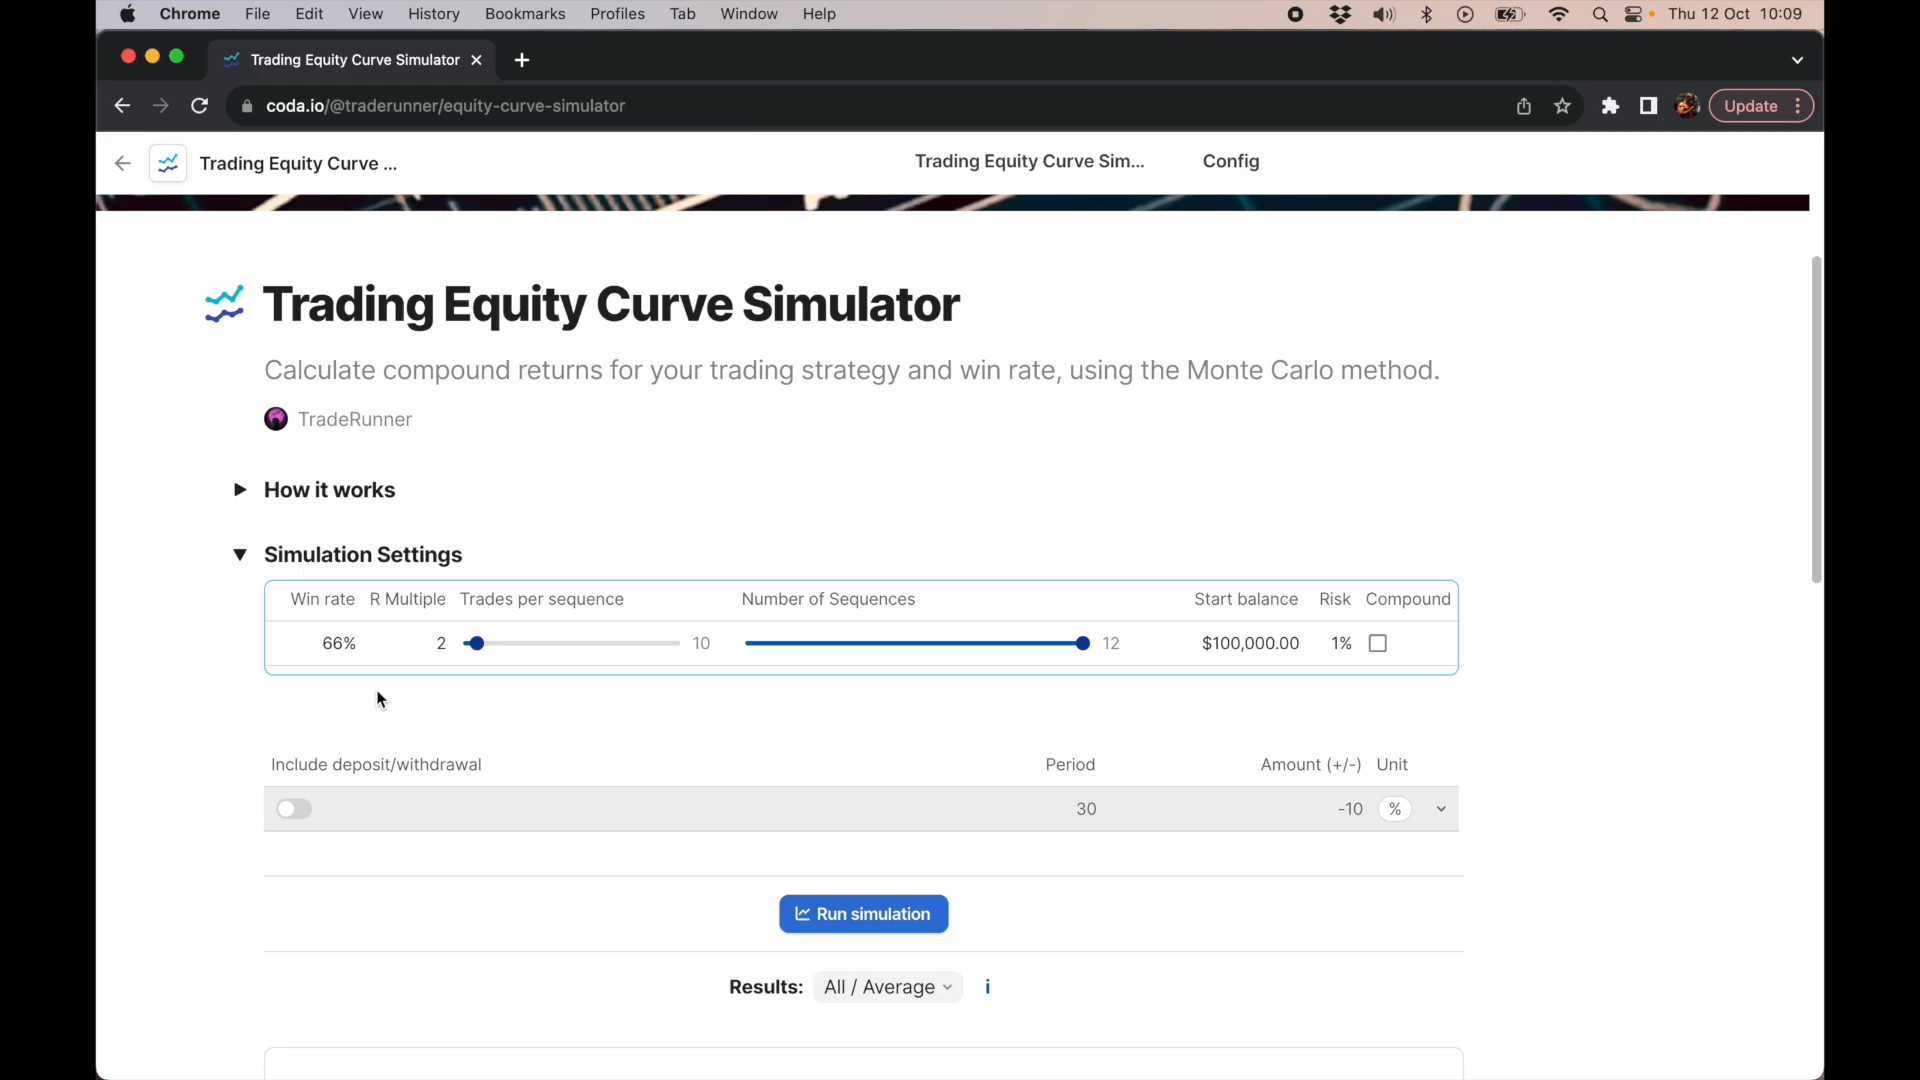 Chrome File Edit View History Bookmarks Profiles Tab Window Help Thu 12 Oct 10:09
Trading Equity Curve Simulator
coda.io/@traderunner/equity-curve-simulator Update
Trading Equity Curve ... Trading Equity Curve Sim... Config
Trading Equity Curve Simulator
Calculate compound returns for your trading strategy and win rate, using the Monte Carlo method.
TradeRunner
How it works
Simulation Settings
Win rate R Multiple Trades per sequence Number of Sequences Start balance Risk Compound
66% 2 10 12 $100,000.00 1%
Include deposit/withdrawal Period Amount (+/-) Unit
30 -10 %
Run simulation
Results: All / Average i